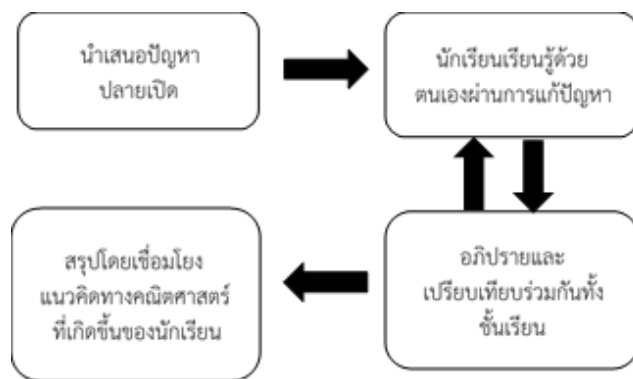 นำเสนอปัญหา
ปลายเปิด
นักเรียนเรียนรู้ด้วย
ตนเองผ่านการแก้ปัญหา
อภิปรายและ
เปรียบเทียบร่วมกันทั้ง
ชั้นเรียน
สรุปโดยเชื่อมโยง
แนวคิดทางคณิตศาสตร์
ที่เกิดขึ้นของนักเรียน